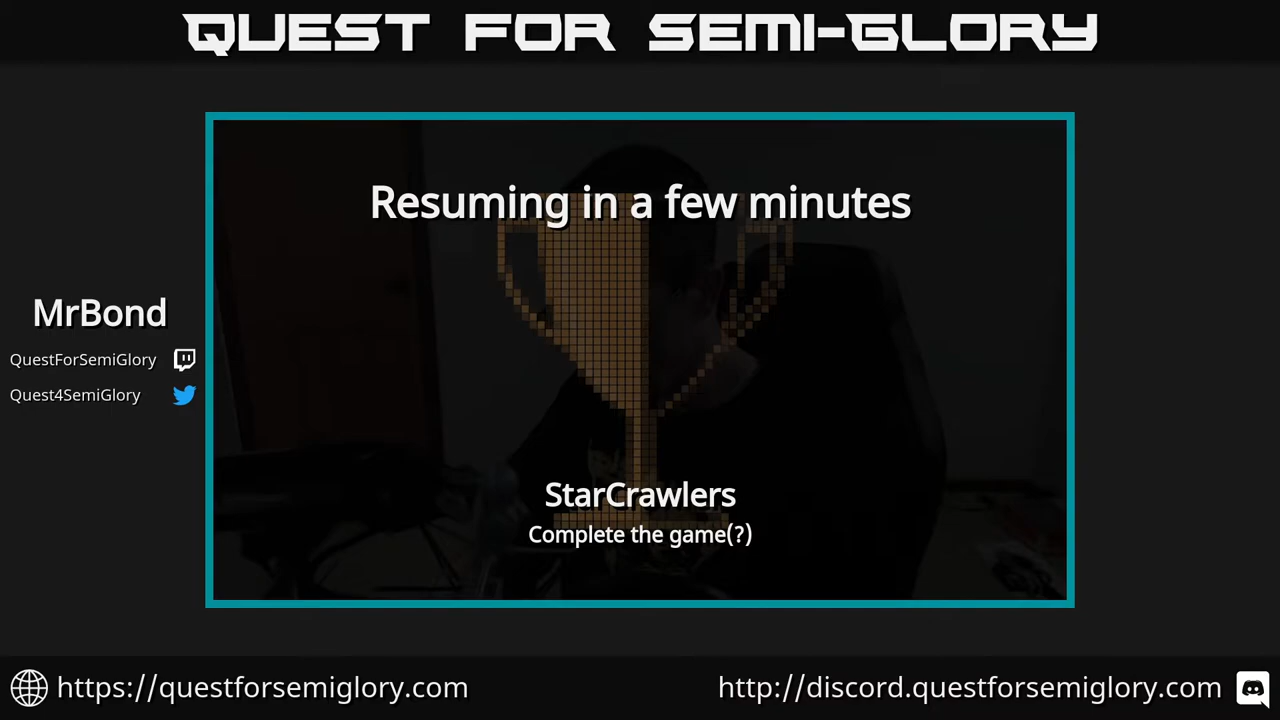 QUEST FOR SEMI-GLORY
Resuming in a few minutes
MrBond
QuestForSemiGlory
Quest4SemiGlory
StarCrawlers
Complete the game(?)
https://questforsemiglory.com
http://discord.questforsemiglory.com